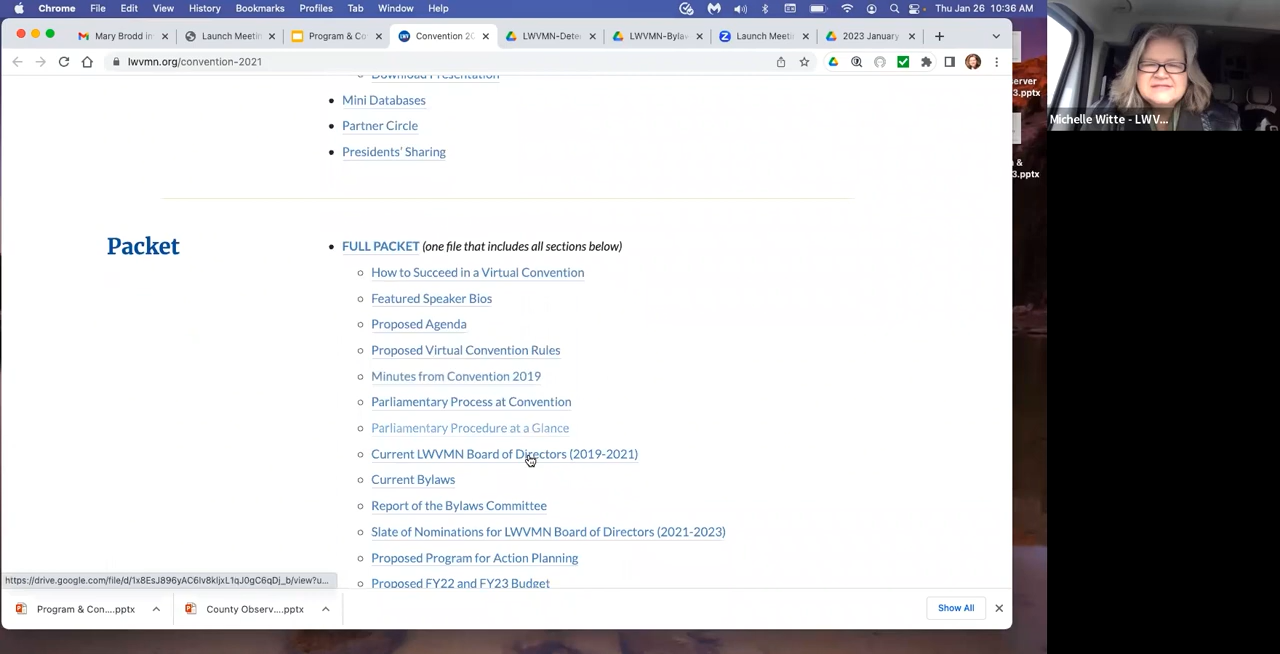 Chrome File Edit View History Bookmarks Profiles Tab Window Help Thu Jan 26 10:36 AM
Mary Brodd in Launch Meeti Program & Co Convention 20 LWVMN-Dete LWVMN-Byla Launch Meeti 2023 January
lwvmn.org/convention-2021
Download Presentation
Mini Databases
Partner Circle
Presidents' Sharing
Packet
FULL PACKET (one file that includes all sections below)
How to Succeed in a Virtual Convention
Featured Speaker Bios
Proposed Agenda
Proposed Virtual Convention Rules
Minutes from Convention 2019
Parliamentary Process at Convention
Parliamentary Procedure at a Glance
Current LWVMN Board of Directors (2019-2021)
Current Bylaws
Report of the Bylaws Committee
Slate of Nominations for LWVMN Board of Directors (2021-2023)
Proposed Program for Action Planning
Proposed FY22 and FY23 Budget
Program & Con....pptx County Observ....pptx Show All
server
3.pptx
Michelle Witte - LWV...
n &
3.pptx